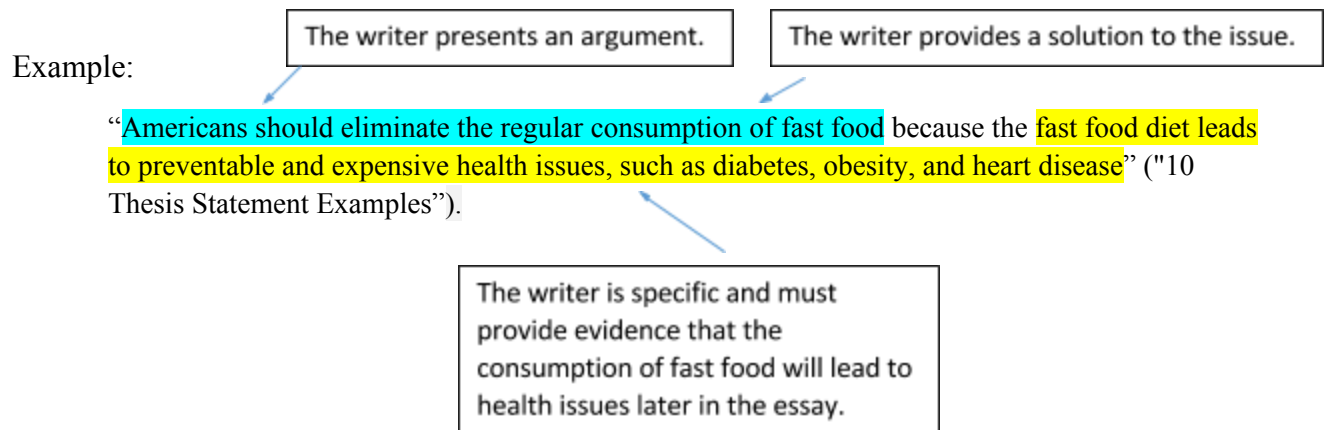 The writer presents an argument.
The writer provides a solution to the issue.
Example:
“Americans should eliminate the regular consumption of fast food because the fast food diet leads
to preventable and expensive health issues, such as diabetes, obesity, and heart disease” ("10
Thesis Statement Examples”).
The writer is specific and must
provide evidence that the
consumption of fast food will lead to
health issues later in the essay.